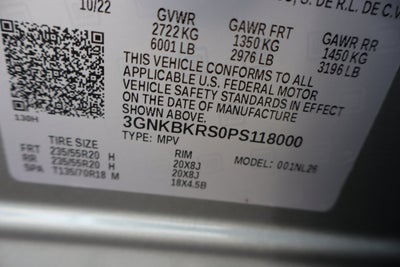 10/22 S. DE R.L. DE C.V
GVWR GAWR FRT GAWR RR
2722 KG 1350 KG 1450 KG
6001 LB 2976 LB 3196 LB
THIS VEHICLE CONFORMS TO ALL APPLICABLE
U.S. FEDERAL MOTOR
VEHICLE SAFETY STANDARDS IN EFFECT
ON THE DATE OF MANUFACTURE SHOWN ABOVE.
3GNKBKRS0PS118000
130H TYPE: MPV MODEL: 001NL26
TIRE SIZE RIM
FRT 235/55R20 H 20X8J
RR 235/55R20 H 20X8J
SPA T135/70R18 M 18X4.5B